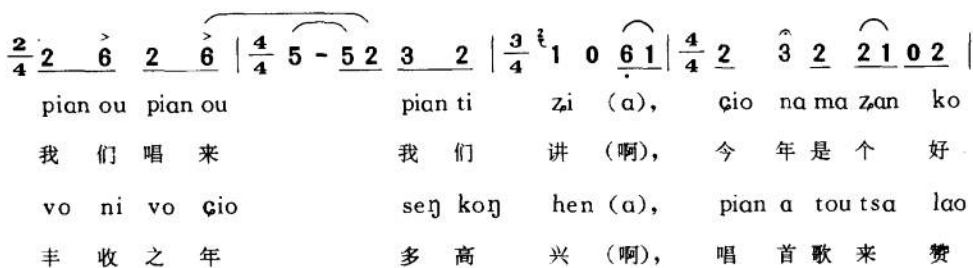 2/4 2 6 2 6 | 4/4 5 - 5 2 3 2 | 3/4 1 0 6 1 | 4/4 2 3 2 2 1 0 2 |
pian ou pian ou pian ti ʐi (a), ȿio na ma ʐan ko
我 们 唱 来 我 们 讲 (啊), 今 年 是 个 好
vo ni vo ȿio seŋ koŋ hen (a), pian a tou tsa lao
丰 收 之 年 多 高 兴 (啊), 唱 首 歌 来 赞